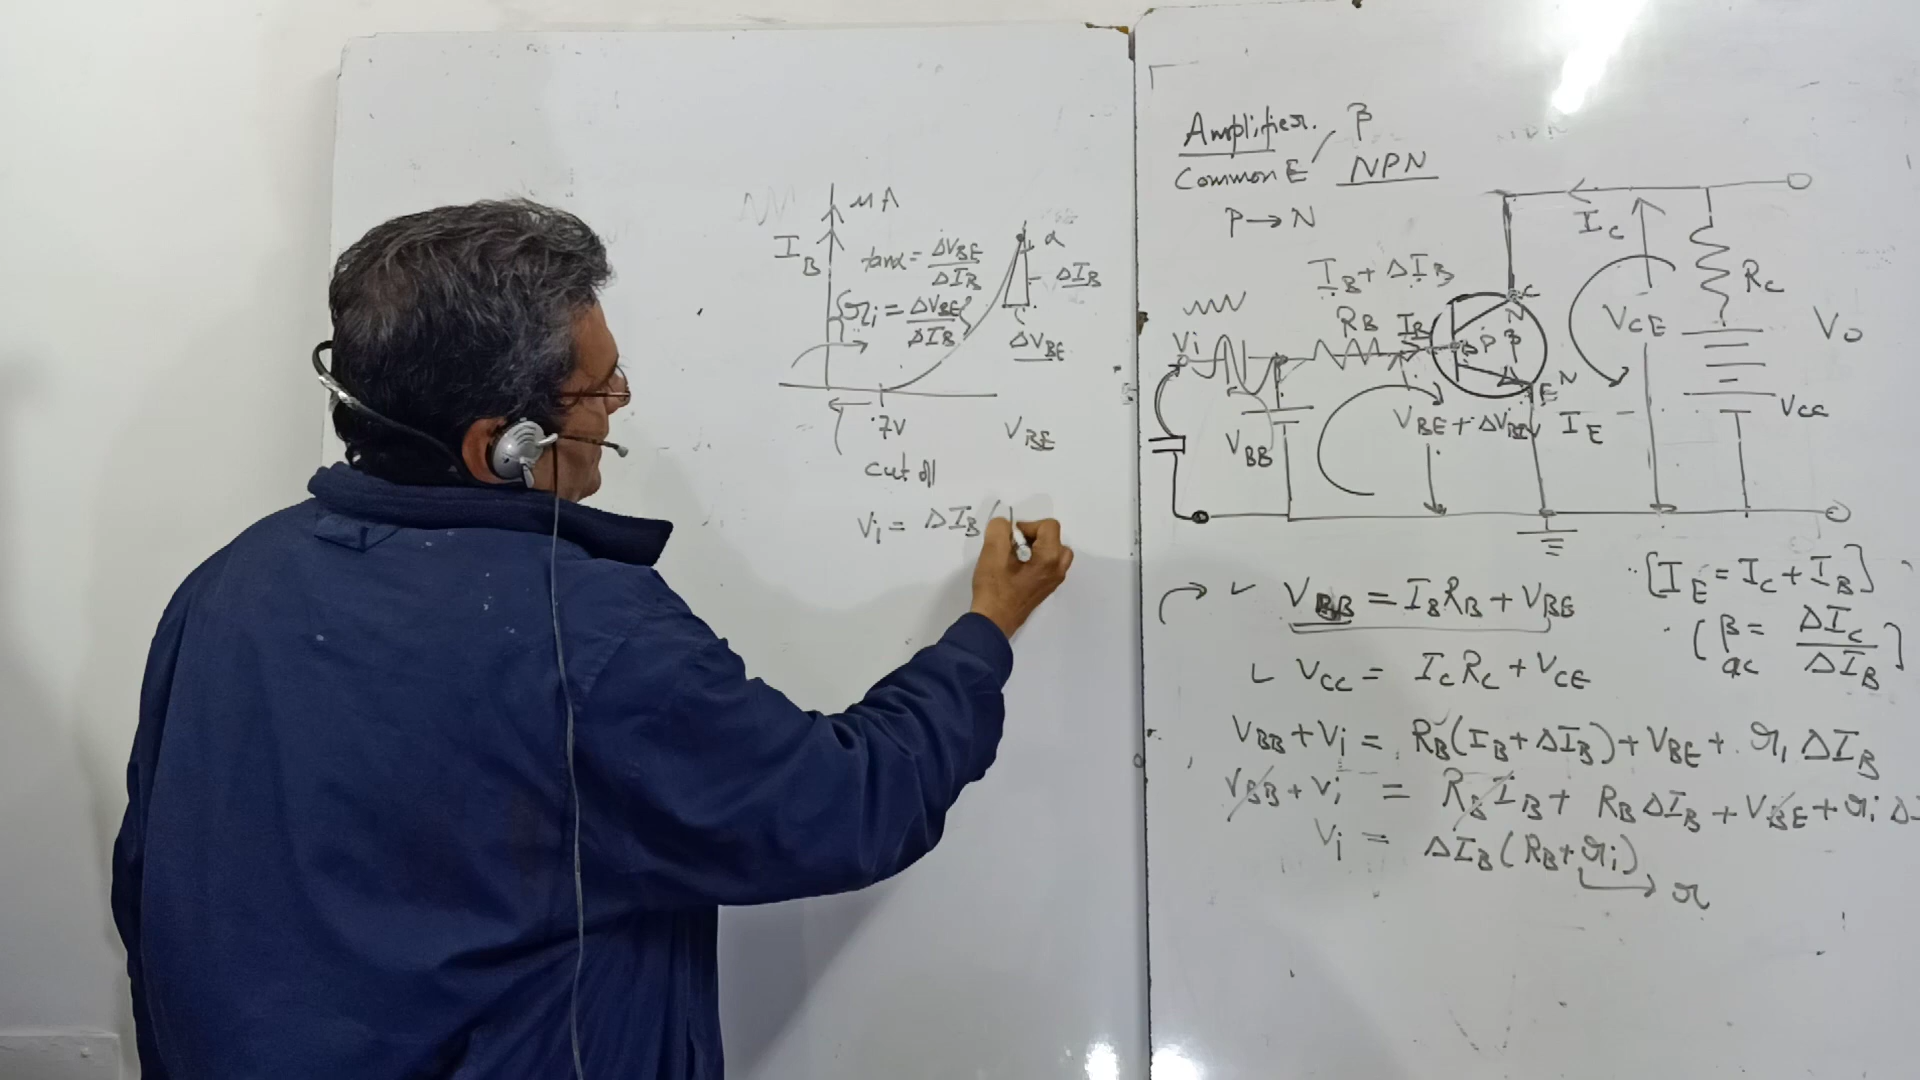 μA
I_B
tanα = ΔV_BE / ΔI_B
r_i = ΔV_BE / ΔI_B
α
ΔI_B
ΔV_BE
.7V
V_BE
cut off
V_i = ΔI_B (
Amplifier.
Common E / β
NPN
P → N
I_B + ΔI_B
V_i
R_B
I_B
C
N
B
P
E
N
I_C
V_CE
R_C
V_CC
V_O
V_BB
V_BE + ΔV_BE
I_E
V_BB = I_B R_B + V_BE
[I_E = I_C + I_B]
V_CC = I_C R_C + V_CE
(β_ac = ΔI_C / ΔI_B]
V_BB + V_i = R_B (I_B + ΔI_B) + V_BE + r_i ΔI_B
V_BB + V_i = R_B I_B + R_B ΔI_B + V_BE + r_i Δ
V_i = ΔI_B (R_B + r_i)
r